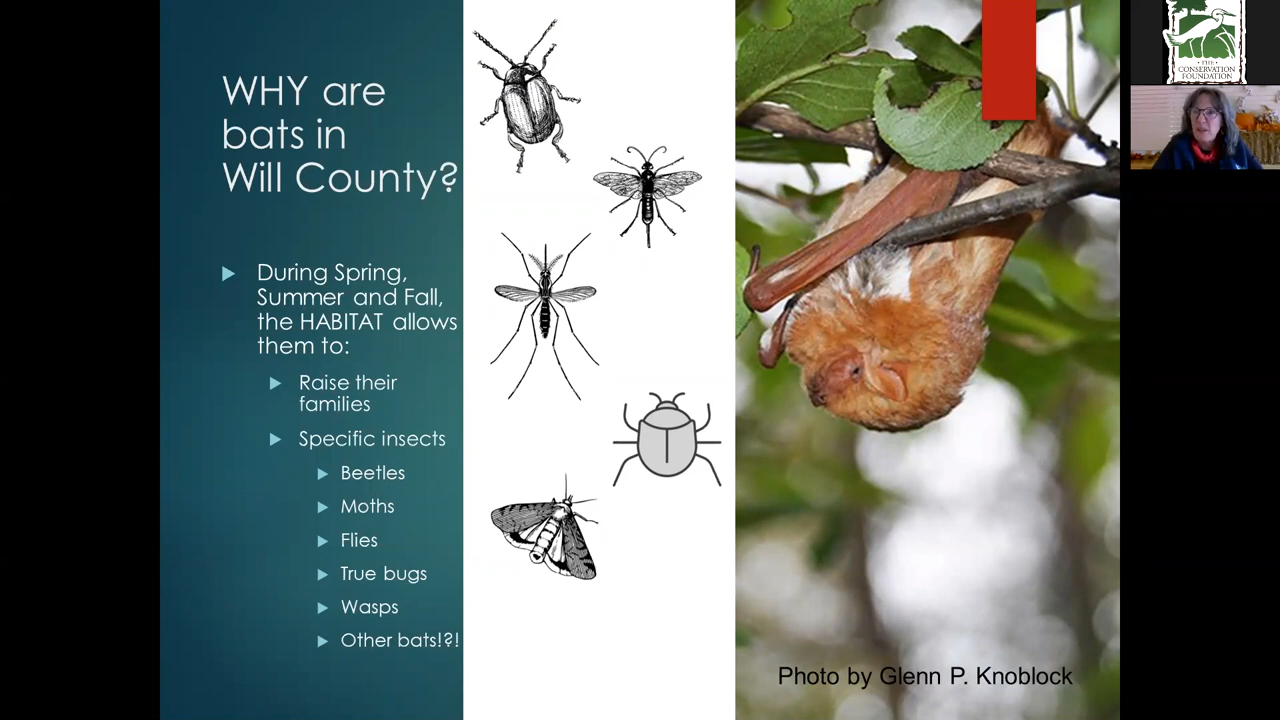 WHY are
bats in
Will County?
During Spring,
Summer and Fall,
the HABITAT allows
them to:
Raise their
families
Specific insects
Beetles
Moths
Flies
True bugs
Wasps
Other bats!?!
Photo by Glenn P. Knoblock
• THE •
CONSERVATION
FOUNDATION